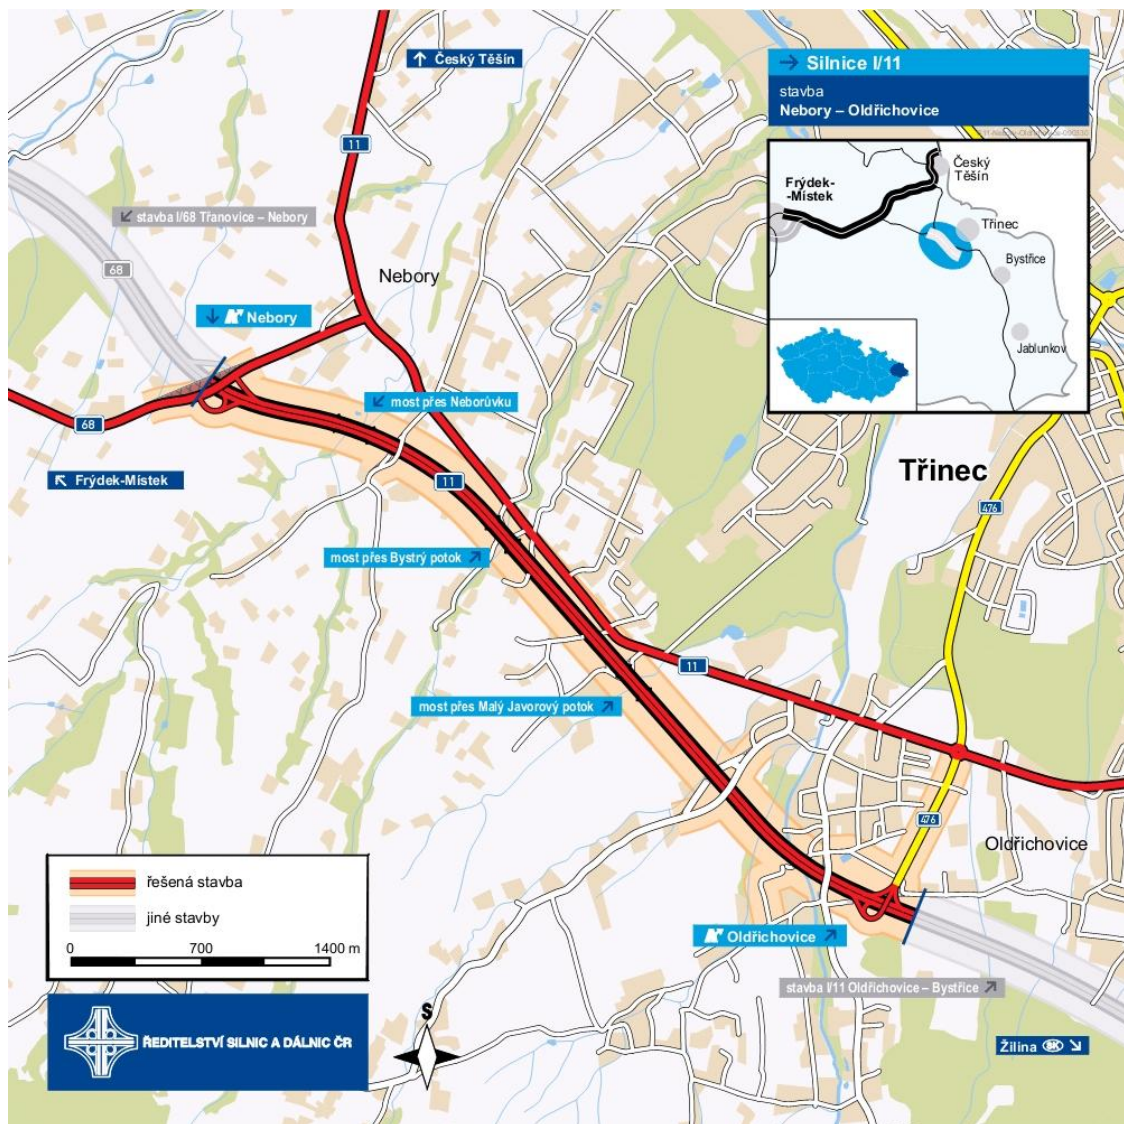 Český Těšín
Silnice I/11
stavba
Nebory – Oldřichovice
Český
Těšín
Frýdek-
-Místek
Třinec
Bystřice
Jablunkov
11
stavba I/68 Třanovice – Nebory
68
Nebory
Nebory
most přes Neborůvku
68
Frýdek-Místek
11
Třinec
476
most přes Bystrý potok
11
most přes Malý Javorový potok
476
Oldřichovice
řešená stavba
jiné stavby
0 700 1400 m
Oldřichovice
stavba I/11 Oldřichovice – Bystřice
S
ŘEDITELSTVÍ SILNIC A DÁLNIC ČR
Žilina SK